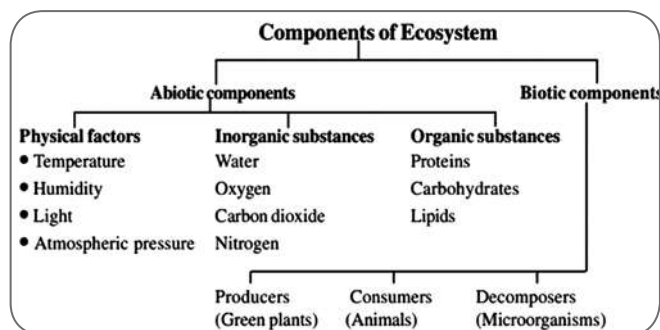 Components of Ecosystem
Abiotic components
Biotic components
Physical factors
• Temperature
• Humidity
• Light
• Atmospheric pressure
Inorganic substances
Water
Oxygen
Carbon dioxide
Nitrogen
Organic substances
Proteins
Carbohydrates
Lipids
Producers
(Green plants)
Consumers
(Animals)
Decomposers
(Microorganisms)